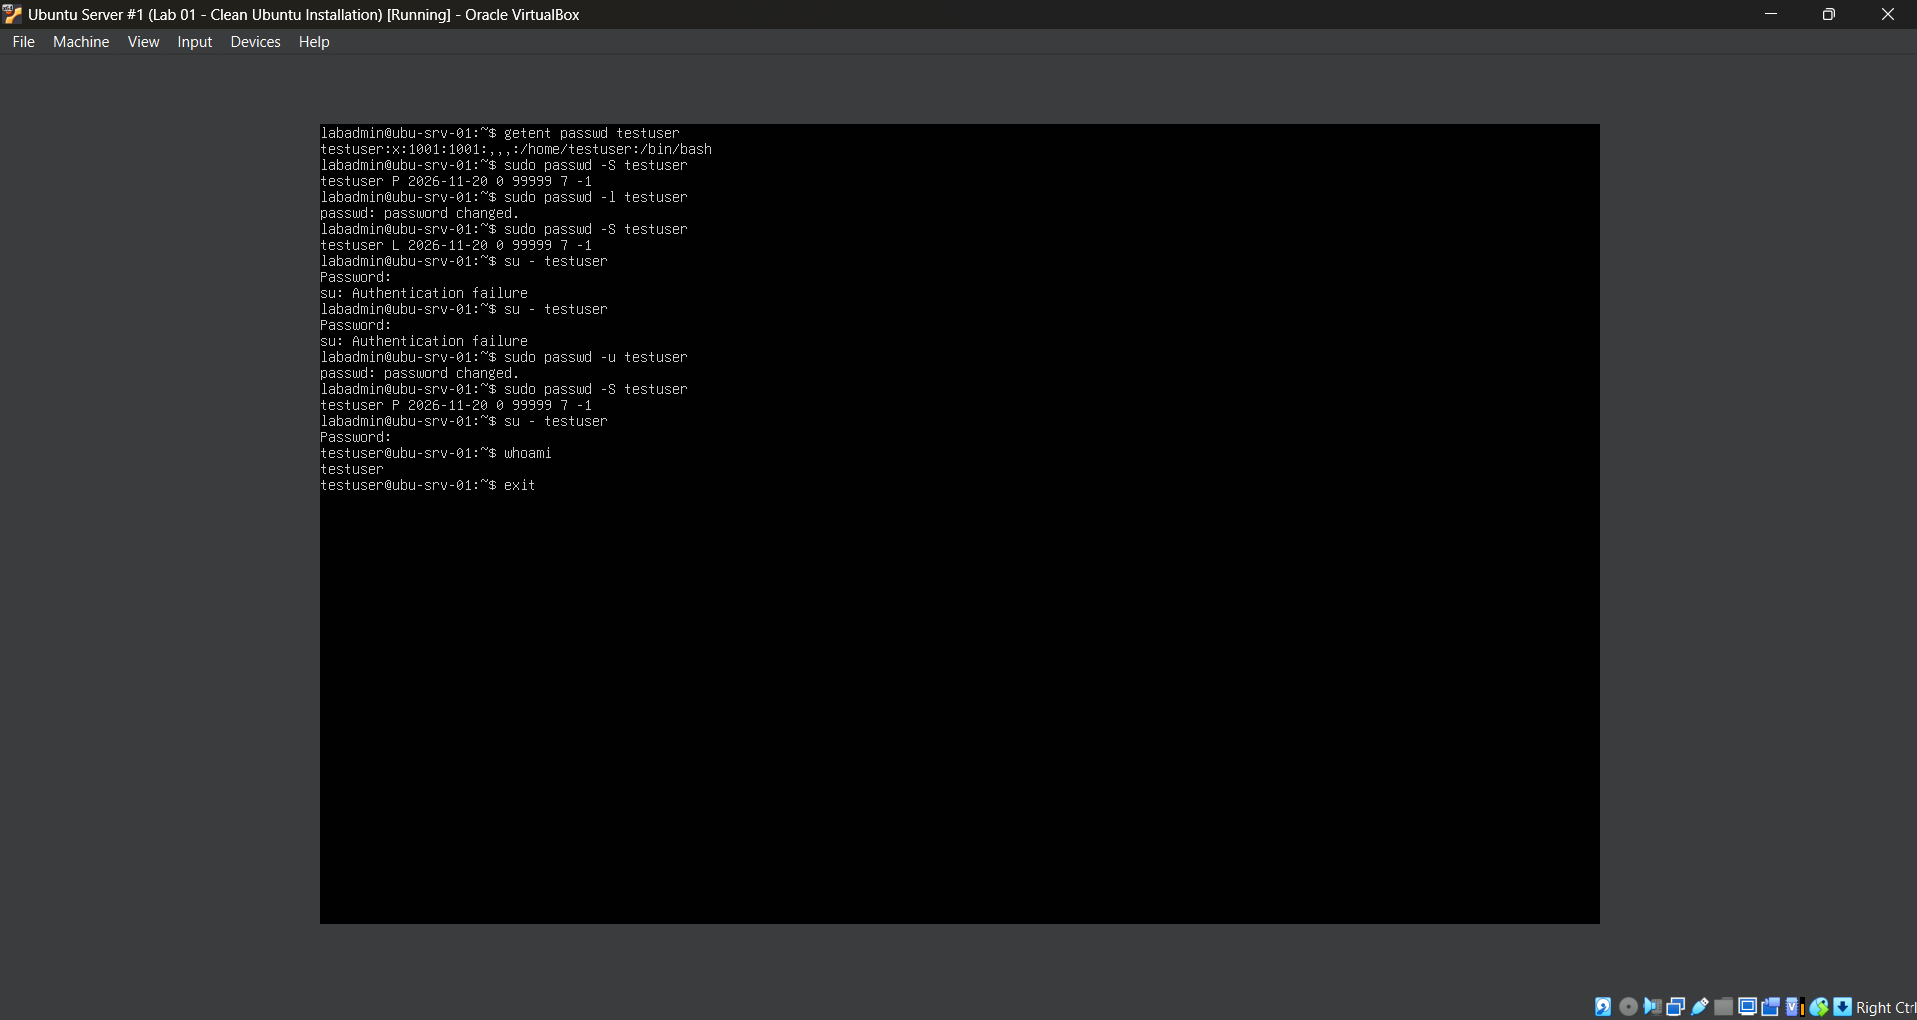 Ubuntu Server #1 (Lab 01 - Clean Ubuntu Installation) [Running] - Oracle VirtualBox
File Machine View Input Devices Help
labadmin@ubu-srv-01:~$ getent passwd testuser
testuser:x:1001:1001:,,,:/home/testuser:/bin/bash
labadmin@ubu-srv-01:~$ sudo passwd -S testuser
testuser P 2026-11-20 0 99999 7 -1
labadmin@ubu-srv-01:~$ sudo passwd -l testuser
passwd: password changed.
labadmin@ubu-srv-01:~$ sudo passwd -S testuser
testuser L 2026-11-20 0 99999 7 -1
labadmin@ubu-srv-01:~$ su - testuser
Password:
su: Authentication failure
labadmin@ubu-srv-01:~$ su - testuser
Password:
su: Authentication failure
labadmin@ubu-srv-01:~$ sudo passwd -u testuser
passwd: password changed.
labadmin@ubu-srv-01:~$ sudo passwd -S testuser
testuser P 2026-11-20 0 99999 7 -1
labadmin@ubu-srv-01:~$ su - testuser
Password:
testuser@ubu-srv-01:~$ whoami
testuser
testuser@ubu-srv-01:~$ exit
Right Ctrl